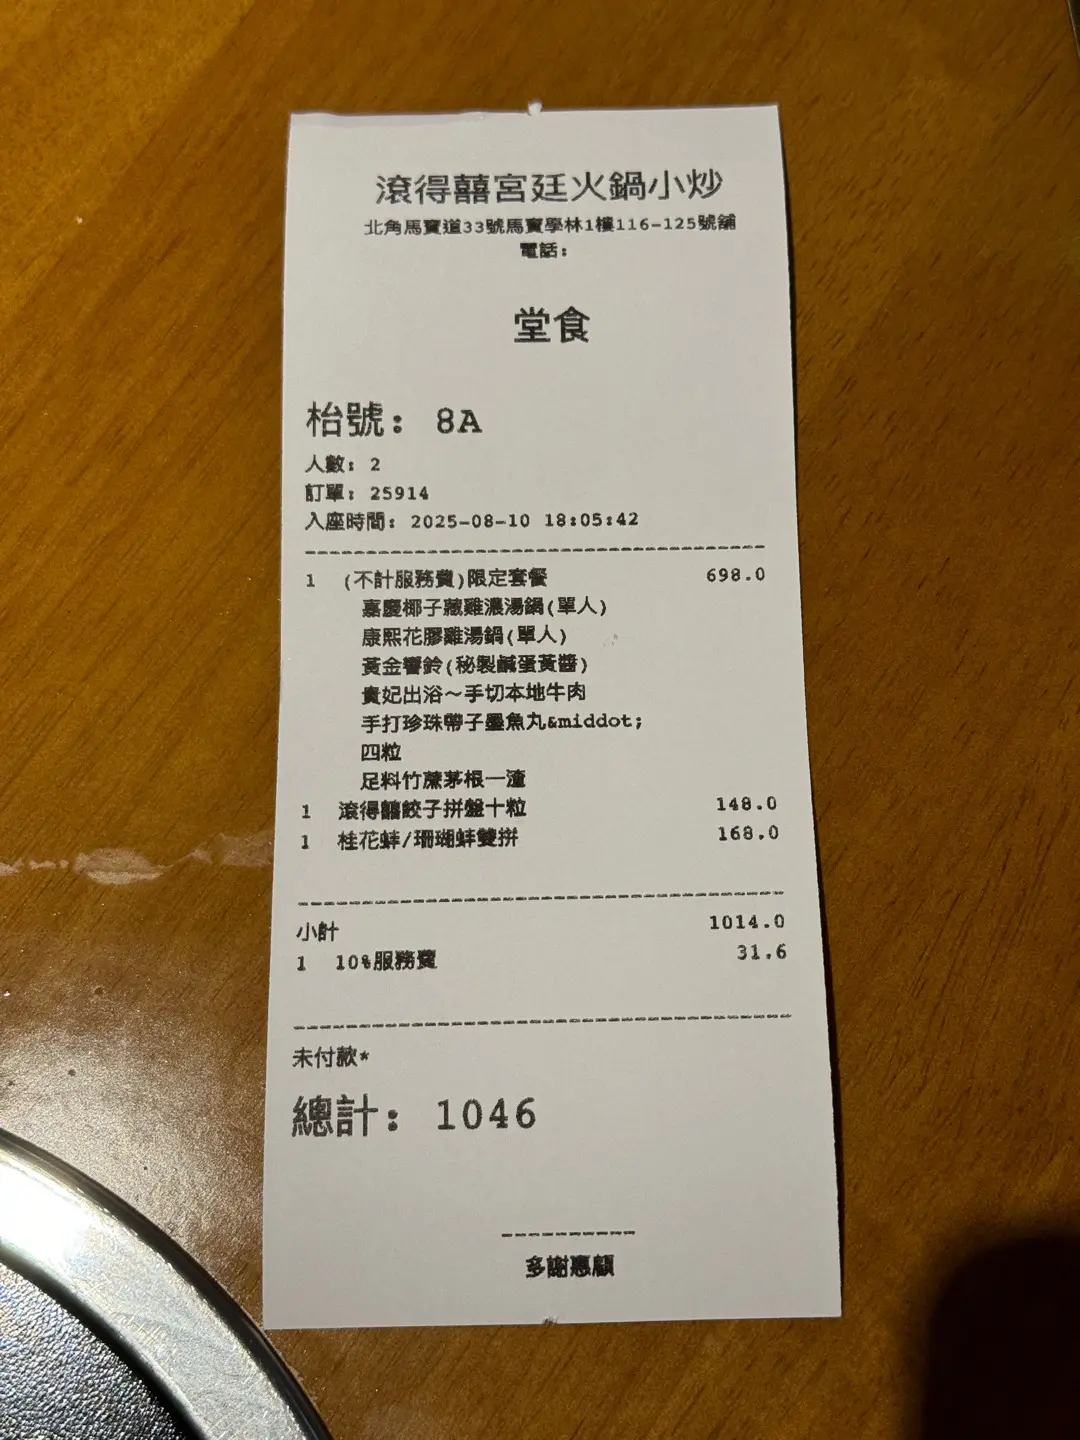 滾得囍宮廷火鍋小炒
北角馬寶道33號馬寶學林1樓116-125號舖
電話:
堂食
枱號: 8A
人數: 2
訂單: 25914
入座時間: 2025-08-10 18:05:42
1 (不計服務費)限定套餐 698.0
嘉慶椰子藏雞濃湯鍋(單人)
康熙花膠雞湯鍋(單人)
黃金響鈴(秘製鹹蛋黃醬)
貴妃出浴～手切本地牛肉
手打珍珠帶子墨魚丸&middot;
四粒
足料竹蔗茅根一渣
1 滾得囍餃子拼盤十粒 148.0
1 桂花蚌/珊瑚蚌雙拼 168.0
小計 1014.0
1 10%服務費 31.6
未付款*
總計: 1046
多謝惠顧